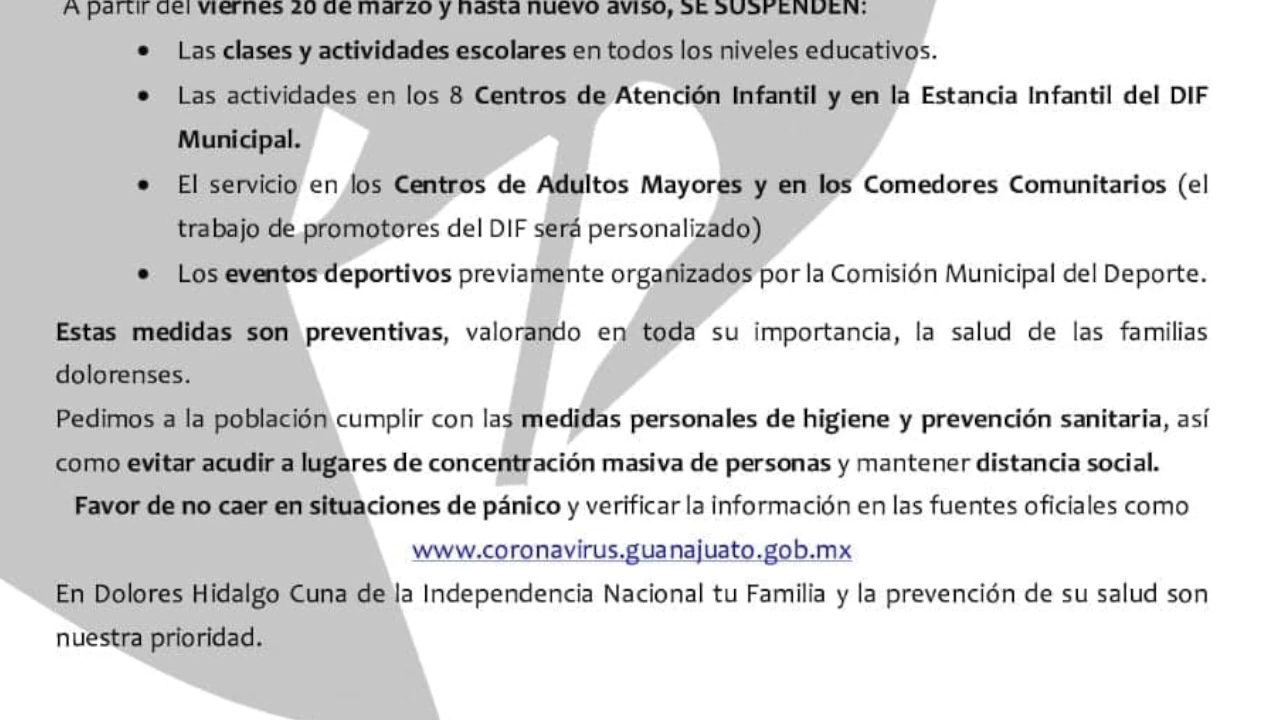 A partir del viernes 20 de marzo y hasta nuevo aviso, SE SUSPENDEN:
• Las clases y actividades escolares en todos los niveles educativos.
• Las actividades en los 8 Centros de Atención Infantil y en la Estancia Infantil del DIF
Municipal.
• El servicio en los Centros de Adultos Mayores y en los Comedores Comunitarios (el
trabajo de promotores del DIF será personalizado)
• Los eventos deportivos previamente organizados por la Comisión Municipal del Deporte.
Estas medidas son preventivas, valorando en toda su importancia, la salud de las familias
dolorenses.
Pedimos a la población cumplir con las medidas personales de higiene y prevención sanitaria, así
como evitar acudir a lugares de concentración masiva de personas y mantener distancia social.
Favor de no caer en situaciones de pánico y verificar la información en las fuentes oficiales como
www.coronavirus.guanajuato.gob.mx
En Dolores Hidalgo Cuna de la Independencia Nacional tu Familia y la prevención de su salud son
nuestra prioridad.